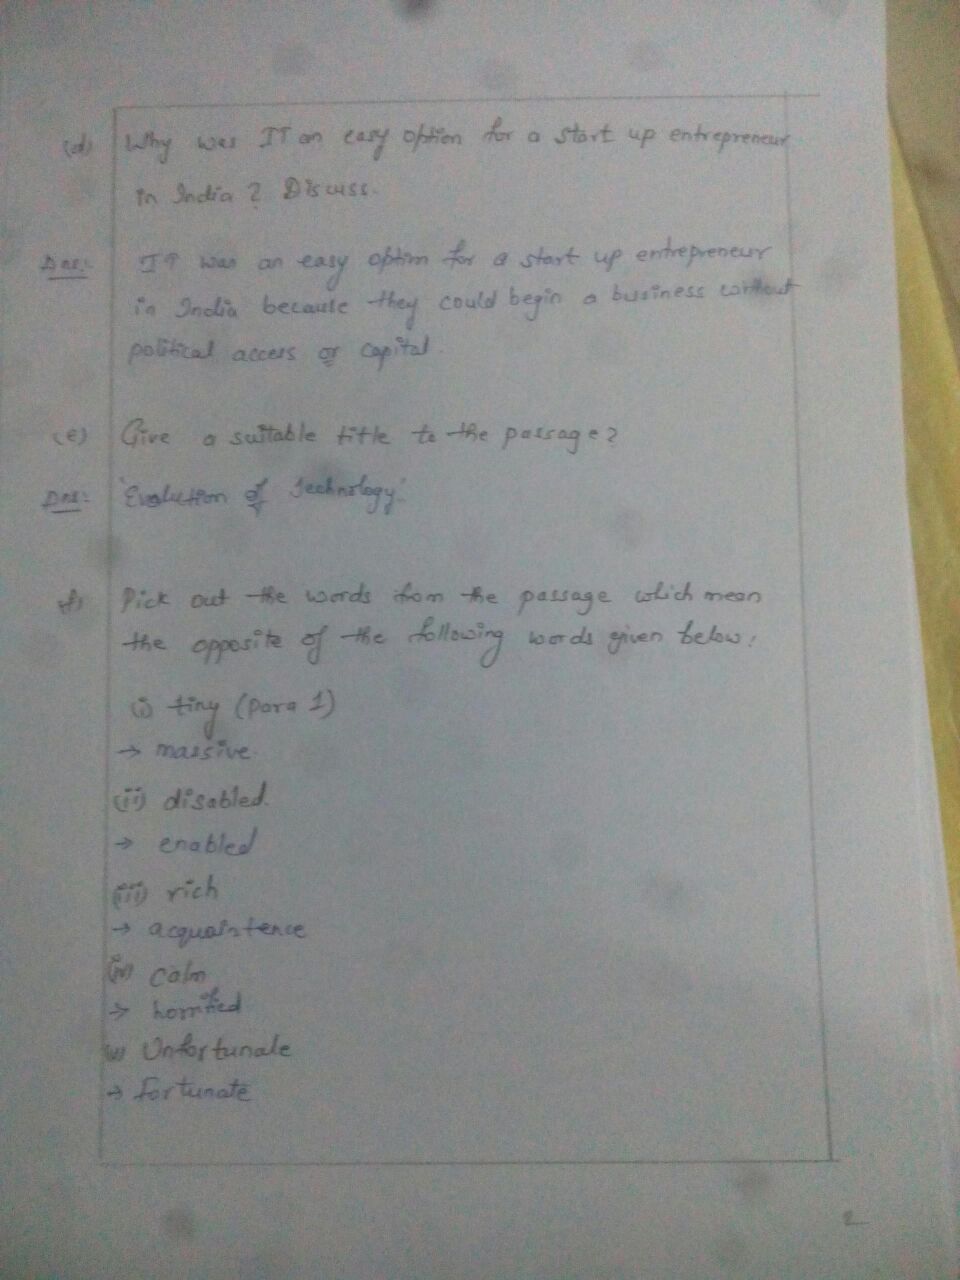 (d) Why was IT an easy option for a start up entrepreneur
in India? Discuss.
Ans:- IT was an easy option for a start up entrepreneur
in India because they could begin a business without
political access or capital.
(e) Give a suitable title to the passage?
Ans:- 'Evolution of Technology'.
f) Pick out the words from the passage which mean
the opposite of the following words given below:
(i) tiny (para 1)
→ massive.
(ii) disabled.
→ enabled
(iii) rich
→ acquaintence
(iv) calm
→ horrified
(v) Unfortunate
→ fortunate
2